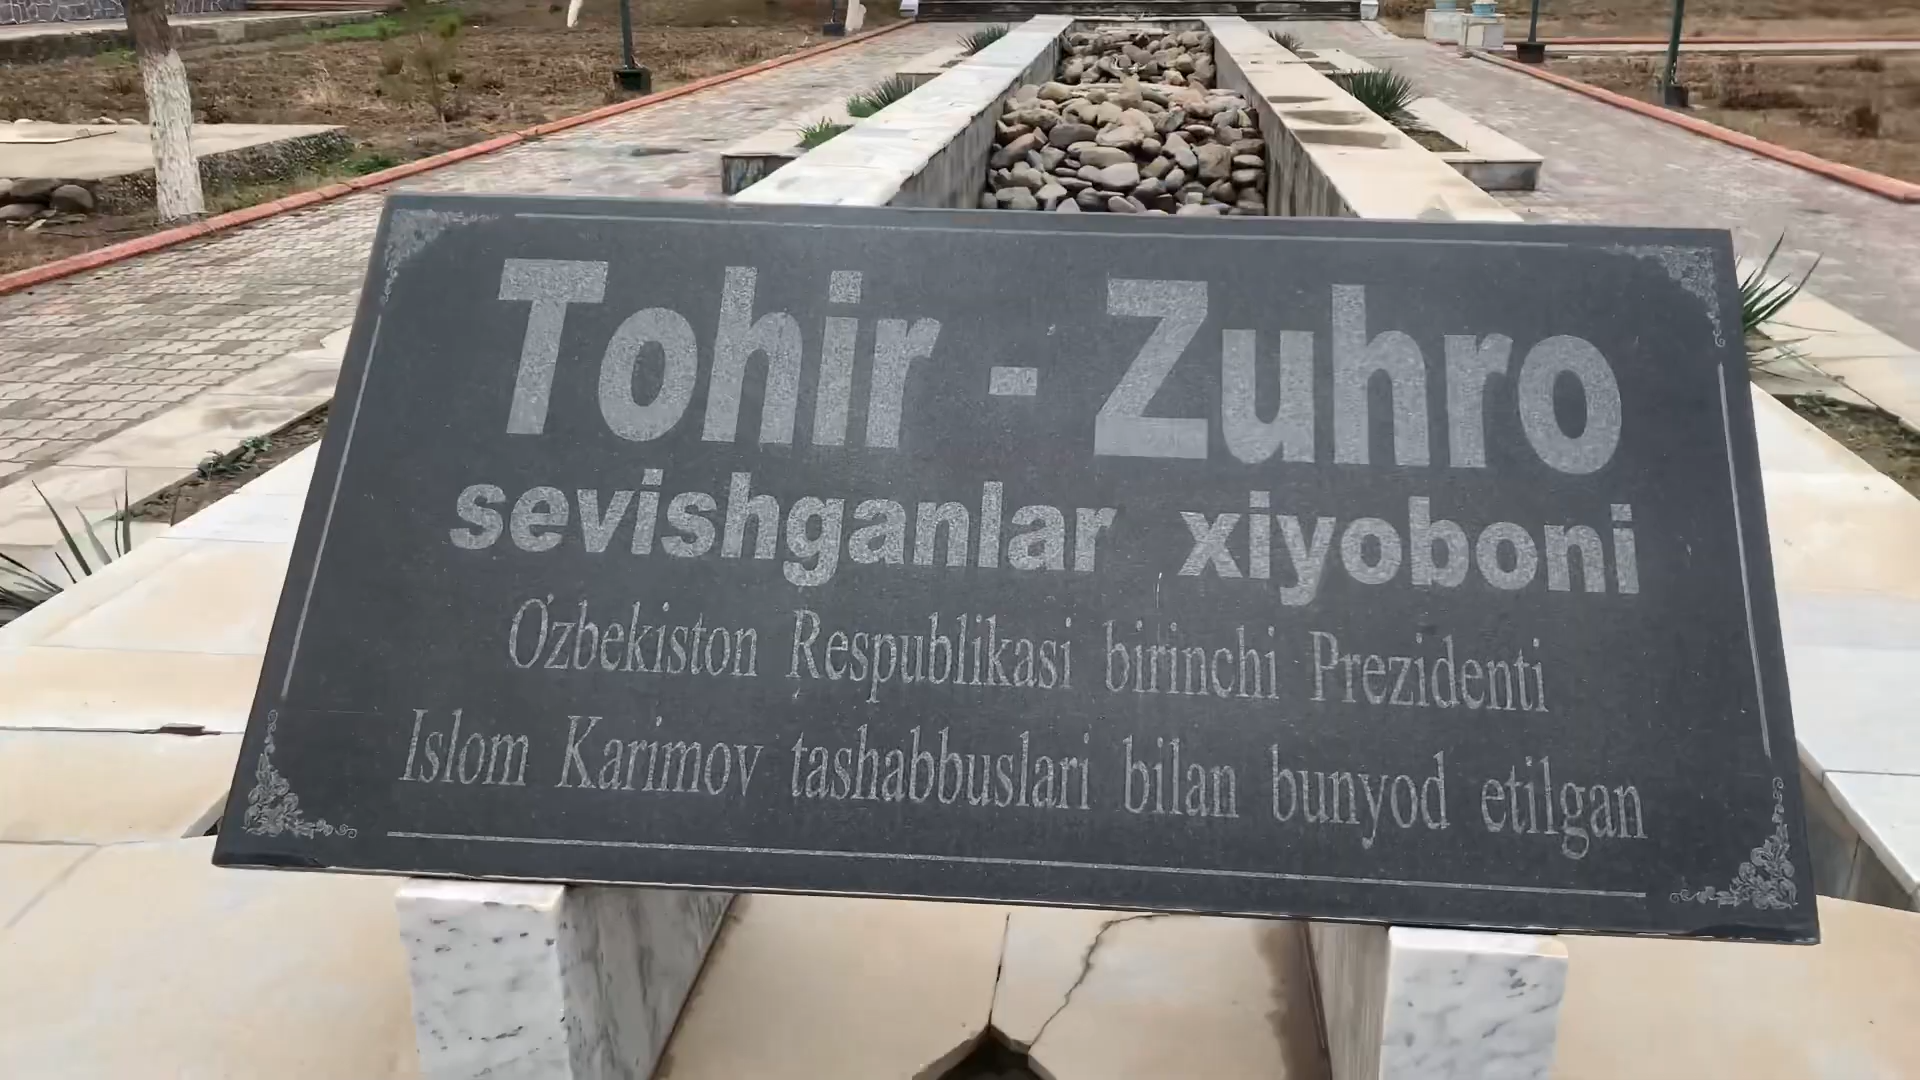 Tohir - Zuhro
sevishganlar xiyoboni
O'zbekiston Respublikasi birinchi Prezidenti
Islom Karimov tashabbuslari bilan bunyod etilgan